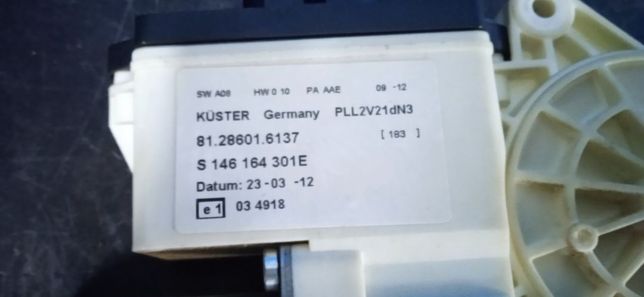 SW A08 HW 0 10 PA AAE 09 -12
KÜSTER Germany PLL2V21dN3
81.28601.6137 [ 183 ]
S 146 164 301E
Datum: 23-03 -12
e 1 03 4918